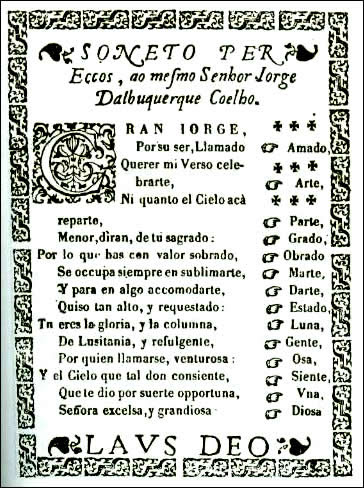 SONETO PER
Eccos, ao mesmo Senhor Iorge
Dalbuquerque Coelho.
GRAN IORGE,
Por su ser, Llamado Amado,
Querer mi Verso cele-
brarte, Arte,
Ni quanto el Cielo acà
reparte, Parte,
Menor, diran, de tu sagrado: Grado,
Por lo que has con valor sobrado, Obrado
Se occupa siempre en sublimarte, Marte,
Y para en algo accomodarte, Darte,
Quiso tan alto, y requestado: Estado,
Tu eres la gloria, y la columna, Luna,
De Lusitania, y refulgente, Gente,
Por quien llamarse, venturosa: Osa,
Y el Cielo que tal don consiente, Siente,
Que te dio por suerte opportuna, Vna,
Señora excelsa, y grandiosa Diosa
LAVS DEO